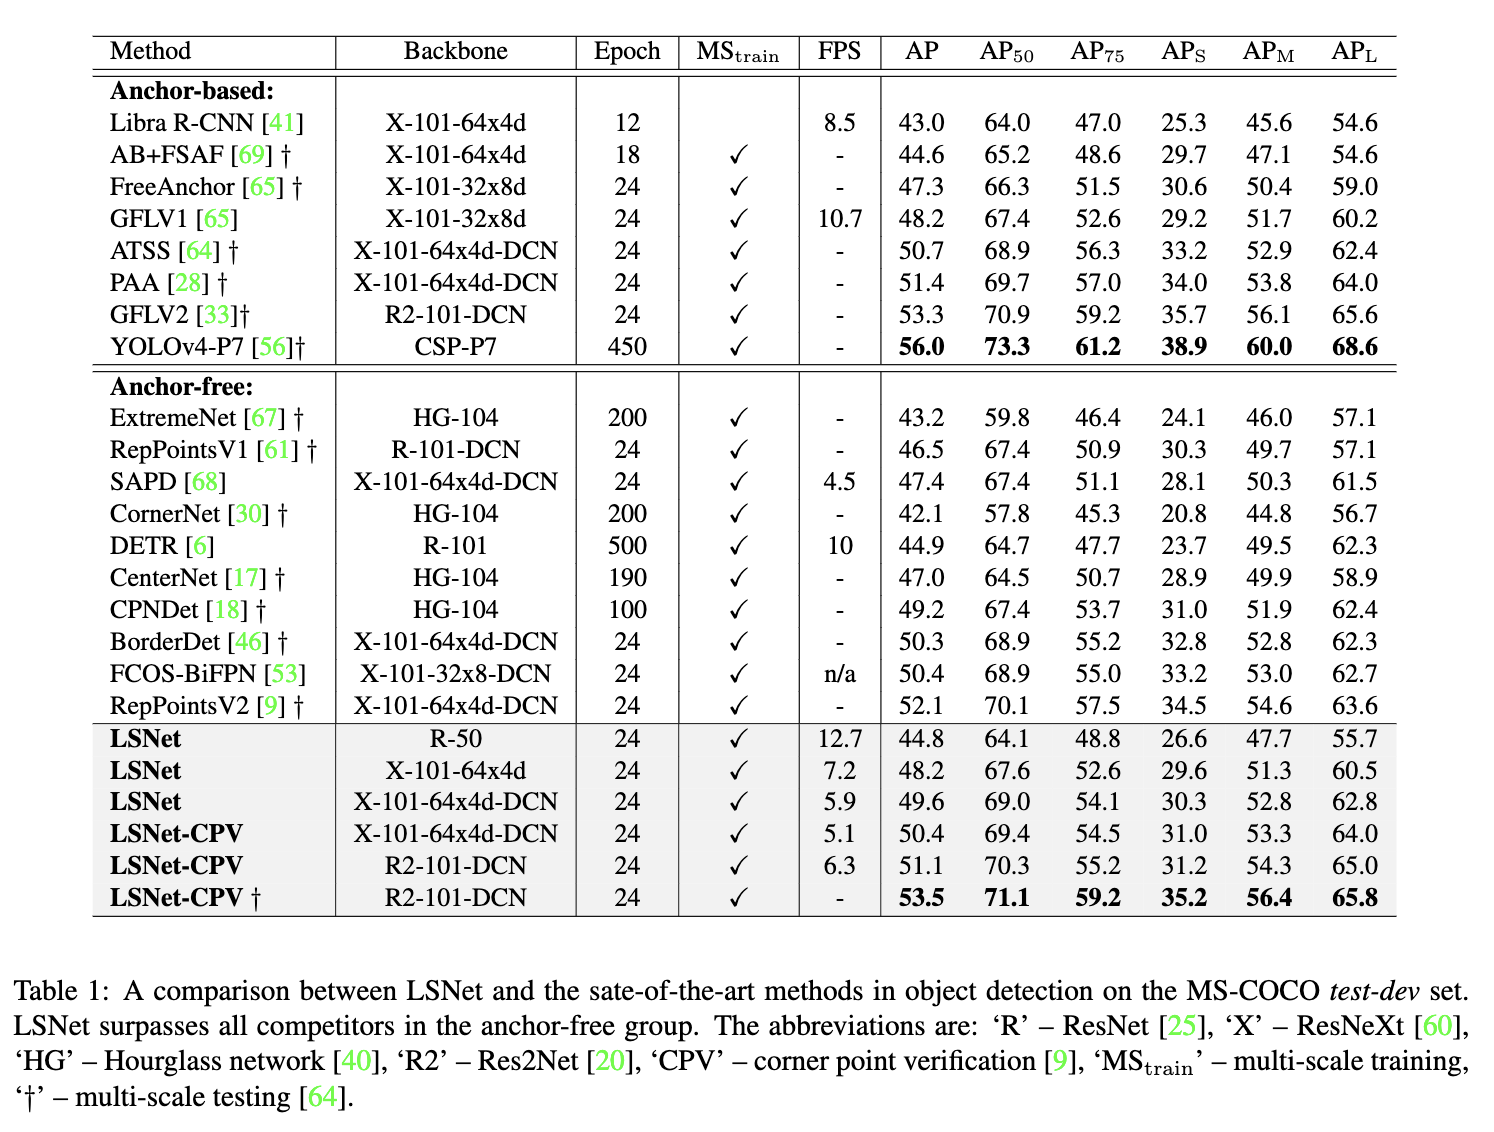 Method Backbone Epoch MStrain FPS AP AP50 AP75 APS APM APL
Anchor-based:
Libra R-CNN [41] X-101-64x4d 12 8.5 43.0 64.0 47.0 25.3 45.6 54.6
AB+FSAF [69] † X-101-64x4d 18 ✓ - 44.6 65.2 48.6 29.7 47.1 54.6
FreeAnchor [65] † X-101-32x8d 24 ✓ - 47.3 66.3 51.5 30.6 50.4 59.0
GFLV1 [65] X-101-32x8d 24 ✓ 10.7 48.2 67.4 52.6 29.2 51.7 60.2
ATSS [64] † X-101-64x4d-DCN 24 ✓ - 50.7 68.9 56.3 33.2 52.9 62.4
PAA [28] † X-101-64x4d-DCN 24 ✓ - 51.4 69.7 57.0 34.0 53.8 64.0
GFLV2 [33]† R2-101-DCN 24 ✓ - 53.3 70.9 59.2 35.7 56.1 65.6
YOLOv4-P7 [56]† CSP-P7 450 ✓ - 56.0 73.3 61.2 38.9 60.0 68.6
Anchor-free:
ExtremeNet [67] † HG-104 200 ✓ - 43.2 59.8 46.4 24.1 46.0 57.1
RepPointsV1 [61] † R-101-DCN 24 ✓ - 46.5 67.4 50.9 30.3 49.7 57.1
SAPD [68] X-101-64x4d-DCN 24 ✓ 4.5 47.4 67.4 51.1 28.1 50.3 61.5
CornerNet [30] † HG-104 200 ✓ - 42.1 57.8 45.3 20.8 44.8 56.7
DETR [6] R-101 500 ✓ 10 44.9 64.7 47.7 23.7 49.5 62.3
CenterNet [17] † HG-104 190 ✓ - 47.0 64.5 50.7 28.9 49.9 58.9
CPNDet [18] † HG-104 100 ✓ - 49.2 67.4 53.7 31.0 51.9 62.4
BorderDet [46] † X-101-64x4d-DCN 24 ✓ - 50.3 68.9 55.2 32.8 52.8 62.3
FCOS-BiFPN [53] X-101-32x8-DCN 24 ✓ n/a 50.4 68.9 55.0 33.2 53.0 62.7
RepPointsV2 [9] † X-101-64x4d-DCN 24 ✓ - 52.1 70.1 57.5 34.5 54.6 63.6
LSNet R-50 24 ✓ 12.7 44.8 64.1 48.8 26.6 47.7 55.7
LSNet X-101-64x4d 24 ✓ 7.2 48.2 67.6 52.6 29.6 51.3 60.5
LSNet X-101-64x4d-DCN 24 ✓ 5.9 49.6 69.0 54.1 30.3 52.8 62.8
LSNet-CPV X-101-64x4d-DCN 24 ✓ 5.1 50.4 69.4 54.5 31.0 53.3 64.0
LSNet-CPV R2-101-DCN 24 ✓ 6.3 51.1 70.3 55.2 31.2 54.3 65.0
LSNet-CPV † R2-101-DCN 24 ✓ - 53.5 71.1 59.2 35.2 56.4 65.8
Table 1: A comparison between LSNet and the sate-of-the-art methods in object detection on the MS-COCO test-dev set.
LSNet surpasses all competitors in the anchor-free group. The abbreviations are: ‘R’ – ResNet [25], ‘X’ – ResNeXt [60],
‘HG’ – Hourglass network [40], ‘R2’ – Res2Net [20], ‘CPV’ – corner point verification [9], ‘MStrain’ – multi-scale training,
‘†’ – multi-scale testing [64].